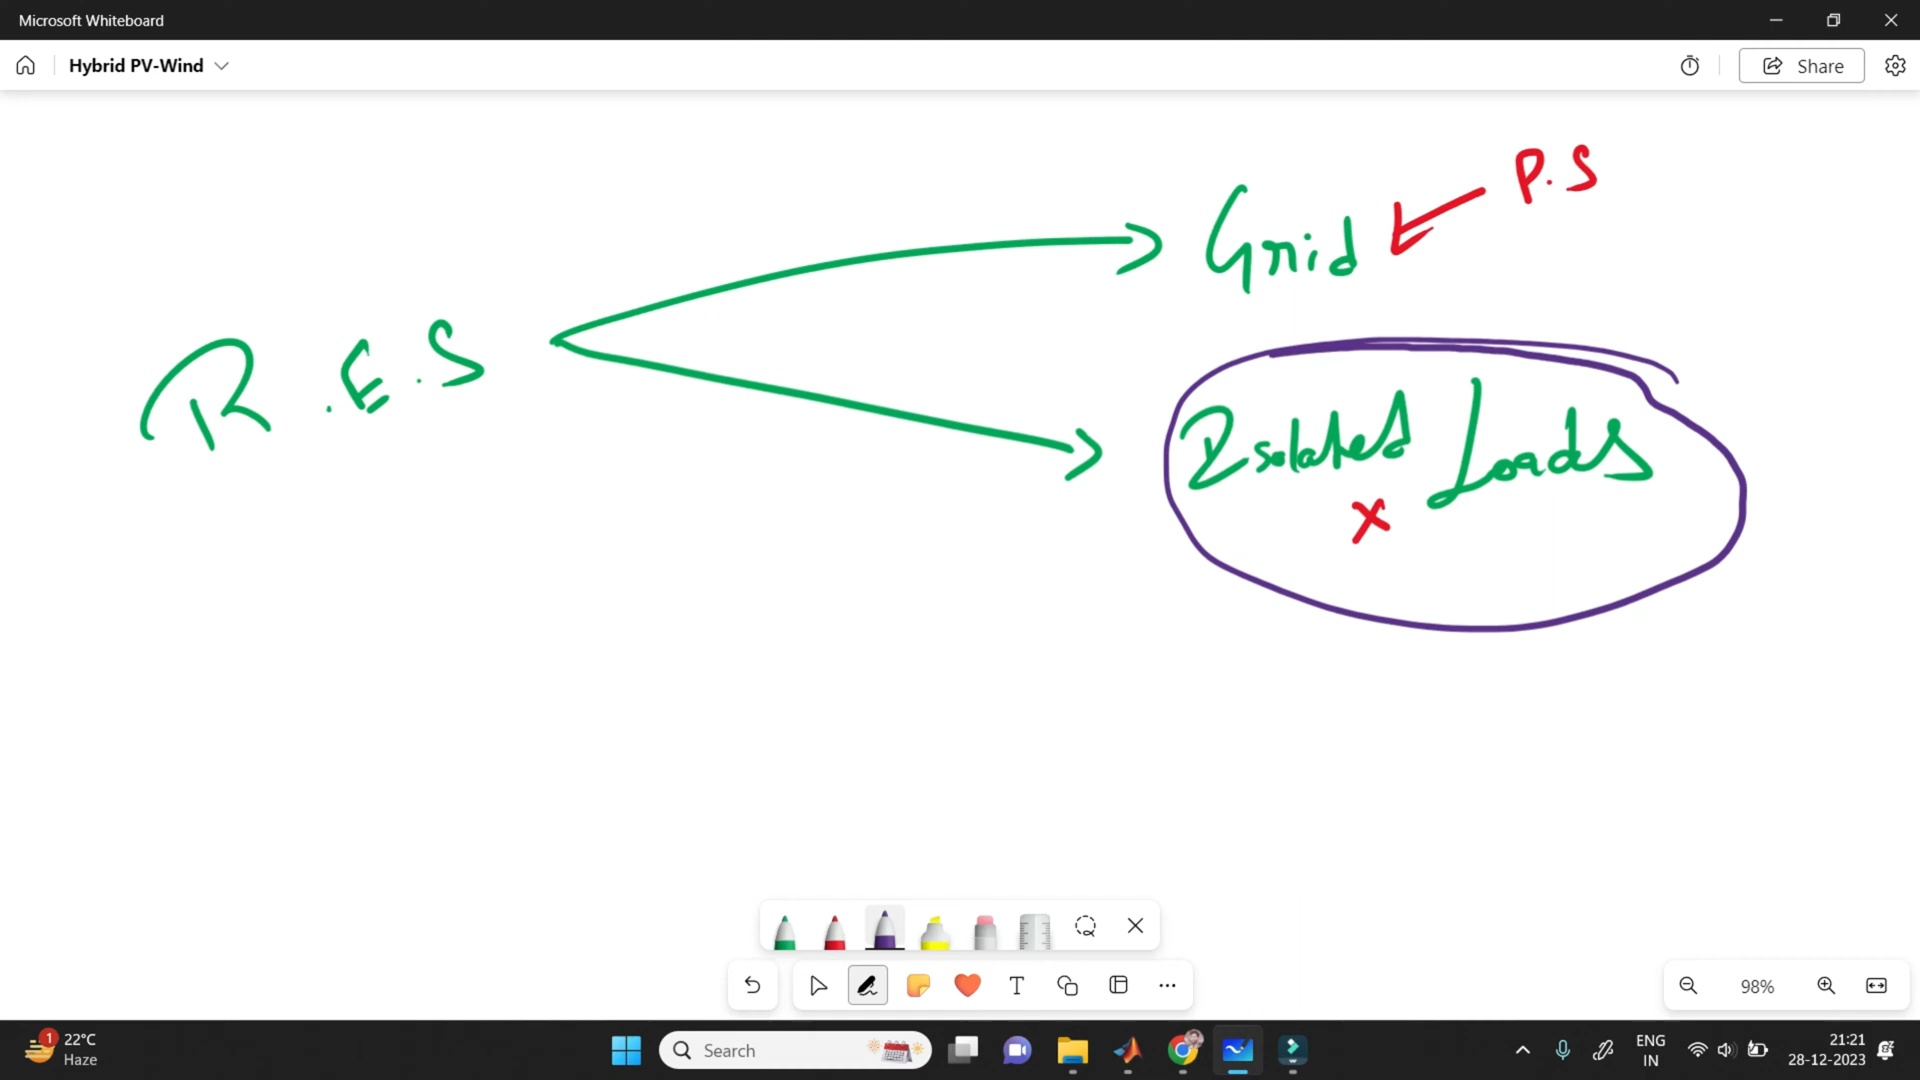 Microsoft Whiteboard
Hybrid PV-Wind
Share
P.S
Grid
R.E.S
Isolated Loads
x
98%
1
22°C
Haze
Search
ENG
IN
21:21
28-12-2023